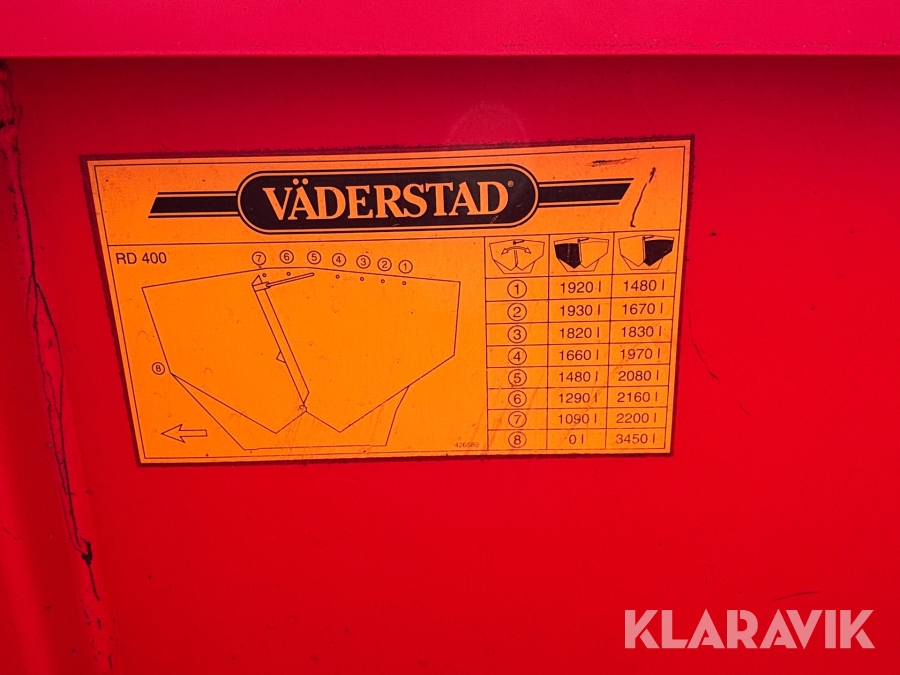 VÄDERSTAD®
RD 400
7 6 5 4 3 2 1
8
1 1920 l 1480 l
2 1930 l 1670 l
3 1820 l 1830 l
4 1660 l 1970 l
5 1480 l 2080 l
6 1290 l 2160 l
7 1090 l 2200 l
8 0 l 3450 l
KLARAVIK